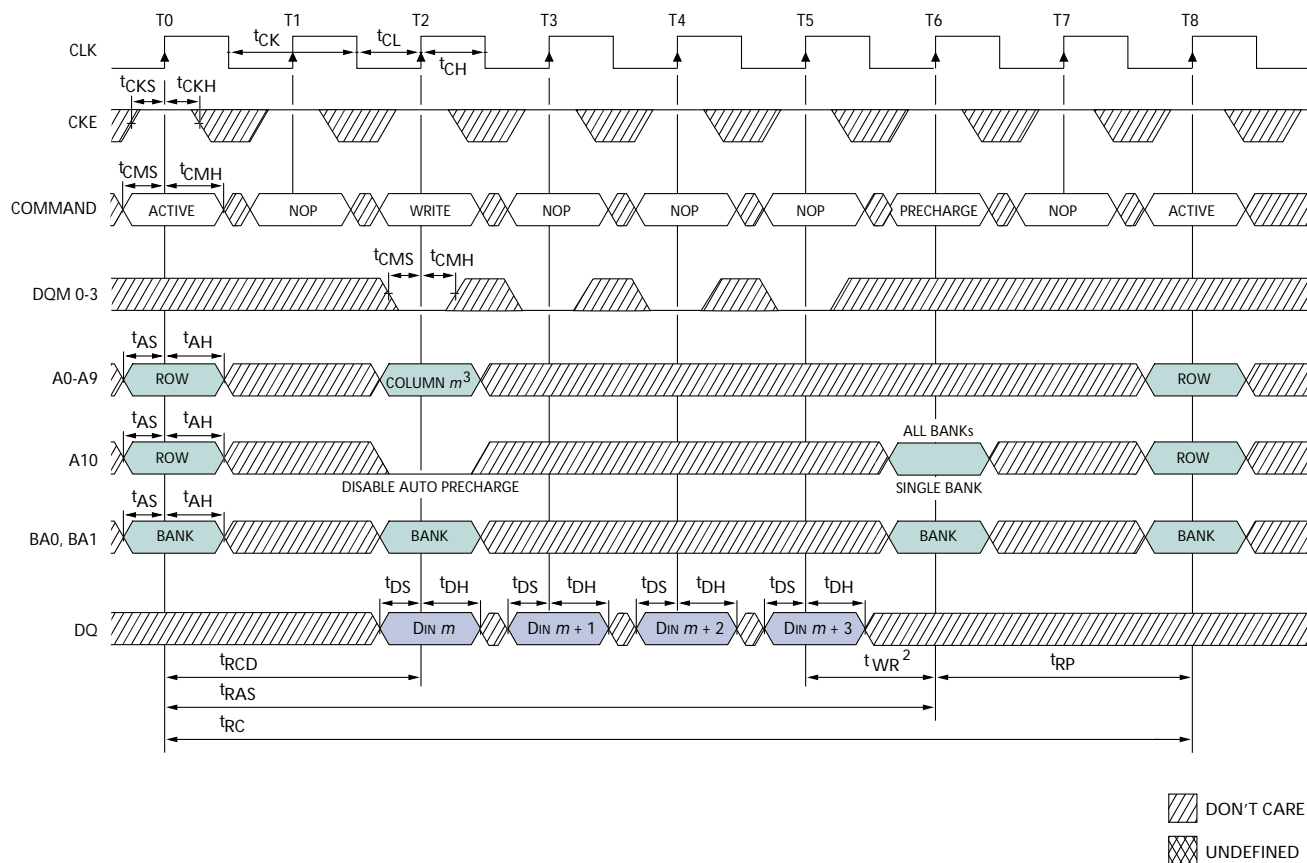 T0 T1 T2 T3 T4 T5 T6 T7 T8
CLK tCK tCL tCH
tCKS tCKH
CKE
tCMS tCMH
COMMAND ACTIVE NOP WRITE NOP NOP NOP PRECHARGE NOP ACTIVE
tCMS tCMH
DQM 0-3
tAS tAH
A0-A9 ROW COLUMN m³ ROW
tAS tAH ALL BANKs
A10 ROW ROW
DISABLE AUTO PRECHARGE SINGLE BANK
tAS tAH
BA0, BA1 BANK BANK BANK BANK
tDS tDH tDS tDH tDS tDH tDS tDH
DQ DIN m DIN m + 1 DIN m + 2 DIN m + 3
tRCD tWR² tRP
tRAS
tRC
DON'T CARE
UNDEFINED